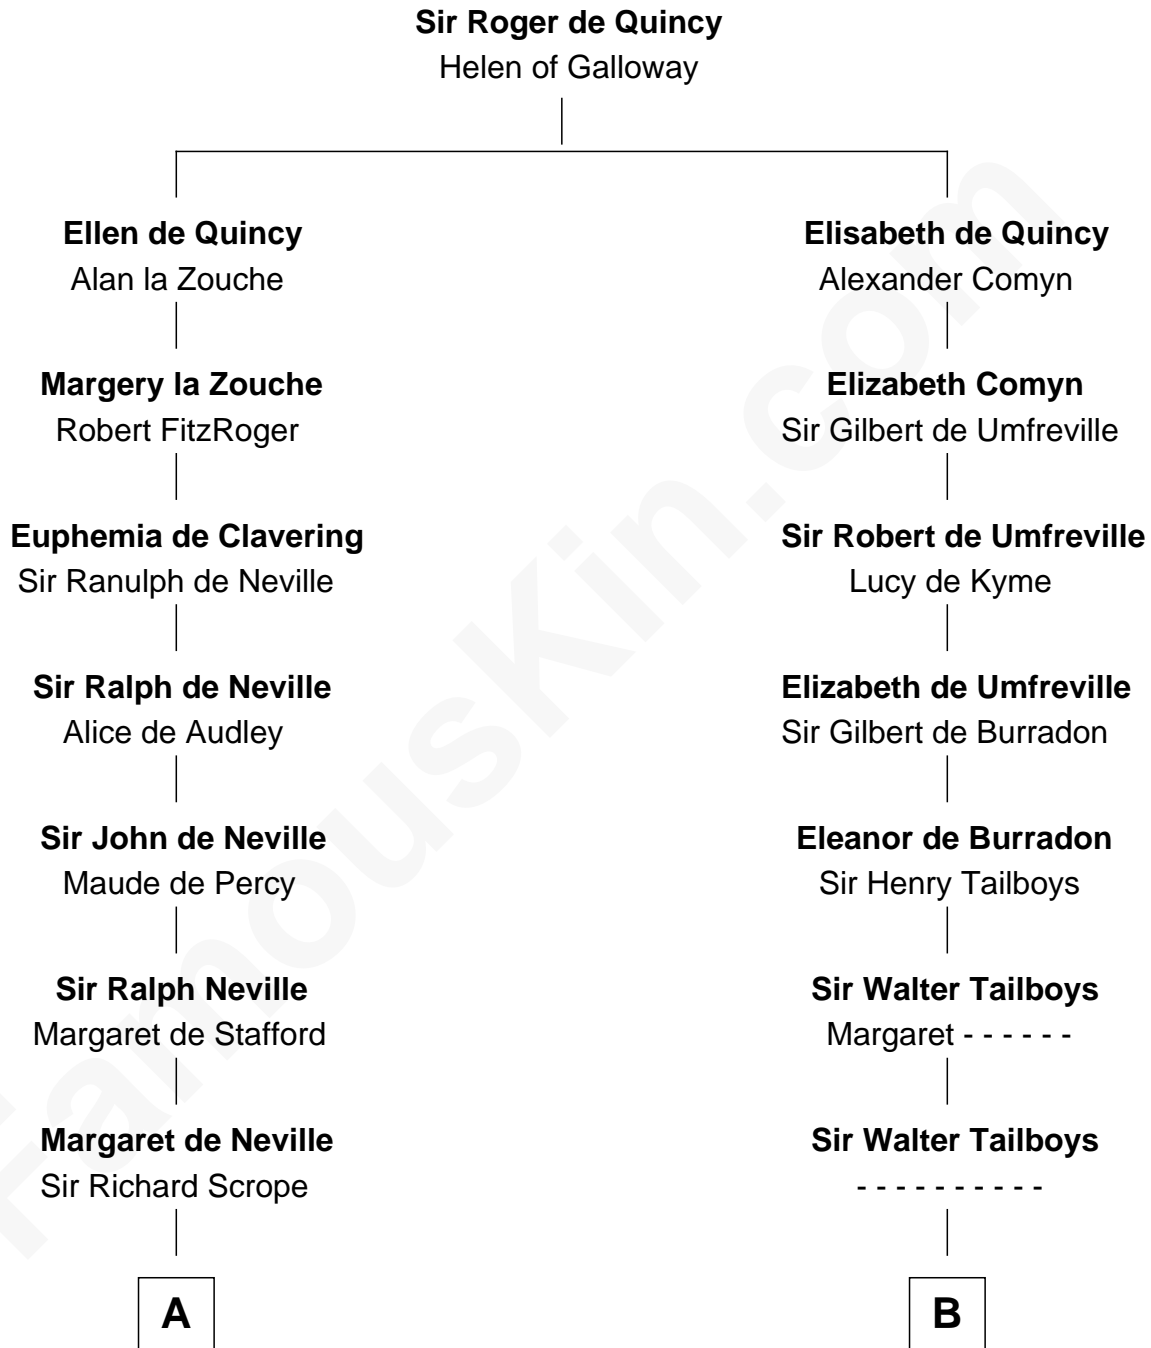 Sir Roger de Quincy
Helen of Galloway
Ellen de Quincy
Alan la Zouche
Elisabeth de Quincy
Alexander Comyn
Margery la Zouche
Robert FitzRoger
Elizabeth Comyn
Sir Gilbert de Umfreville
Euphemia de Clavering
Sir Ranulph de Neville
Sir Robert de Umfreville
Lucy de Kyme
Sir Ralph de Neville
Alice de Audley
Elizabeth de Umfreville
Sir Gilbert de Burradon
Sir John de Neville
Maude de Percy
Eleanor de Burradon
Sir Henry Tailboys
Sir Ralph Neville
Margaret de Stafford
Sir Walter Tailboys
Margaret - - - - - -
Margaret de Neville
Sir Richard Scrope
Sir Walter Tailboys
- - - - - - - - - -
A
B
FamousKin.com